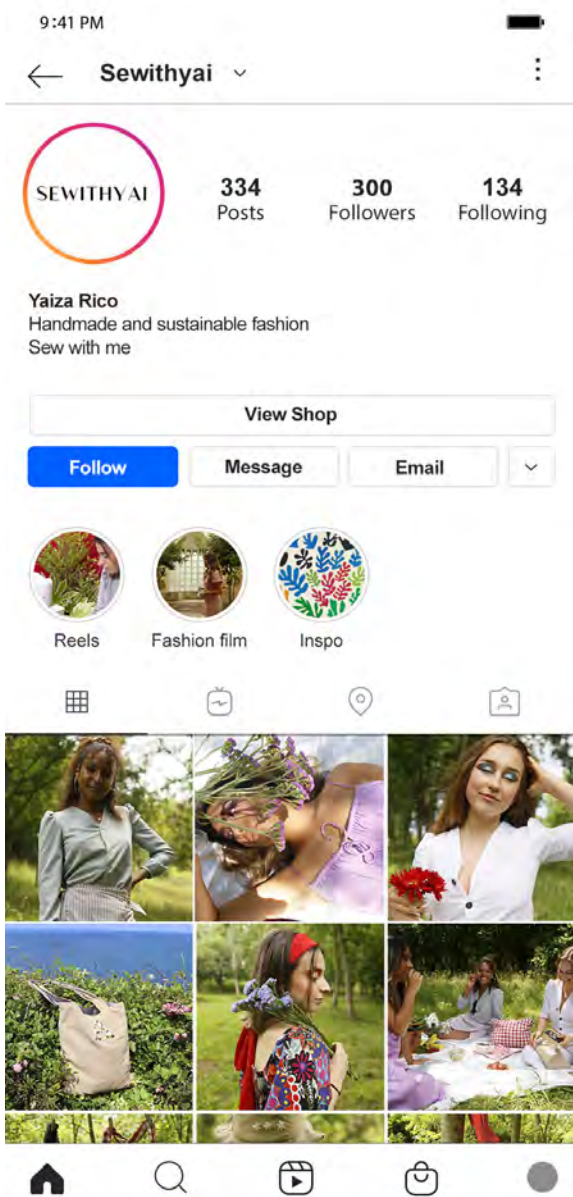 9:41 PM
Sewithyai
SEWITHYAI
334 300 134
Posts Followers Following
Yaiza Rico
Handmade and sustainable fashion
Sew with me
View Shop
Follow Message Email
Reels Fashion film Inspo